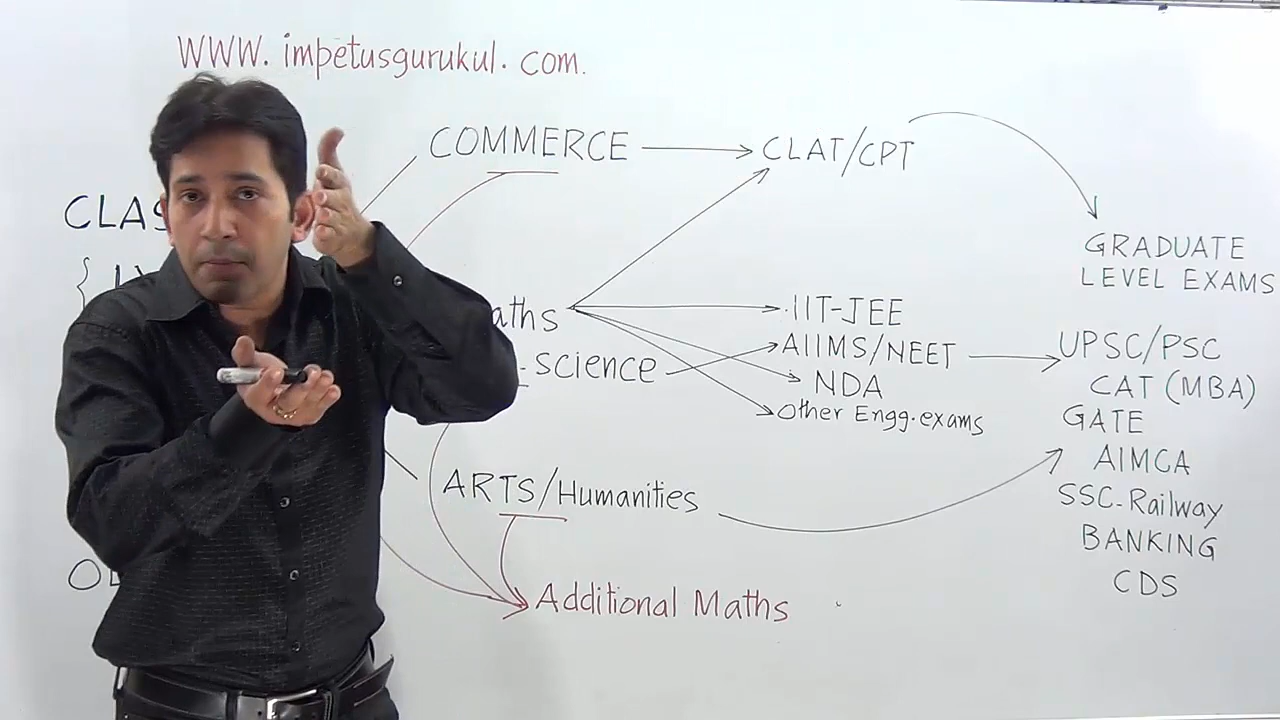 WWW. impetusgurukul. com.
COMMERCE
CLAT/CPT
GRADUATE
LEVEL EXAMS
IIT-JEE
science
AIIMS/NEET
UPSC/PSC
NDA
CAT (MBA)
Other Engg. exams
GATE
AIMCA
ARTS/Humanities
SSC-Railway
BANKING
CDS
Additional Maths